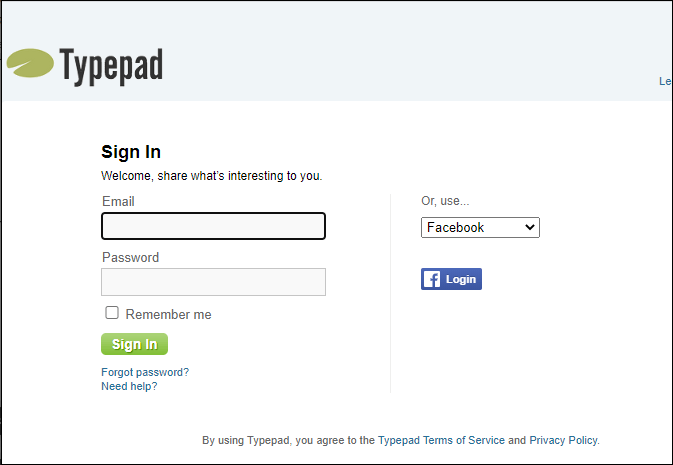 Typepad
Le
Sign In
Welcome, share what's interesting to you.
Email
Password
Remember me
Sign In
Forgot password?
Need help?
Or, use...
Facebook
f Login
By using Typepad, you agree to the Typepad Terms of Service and Privacy Policy.